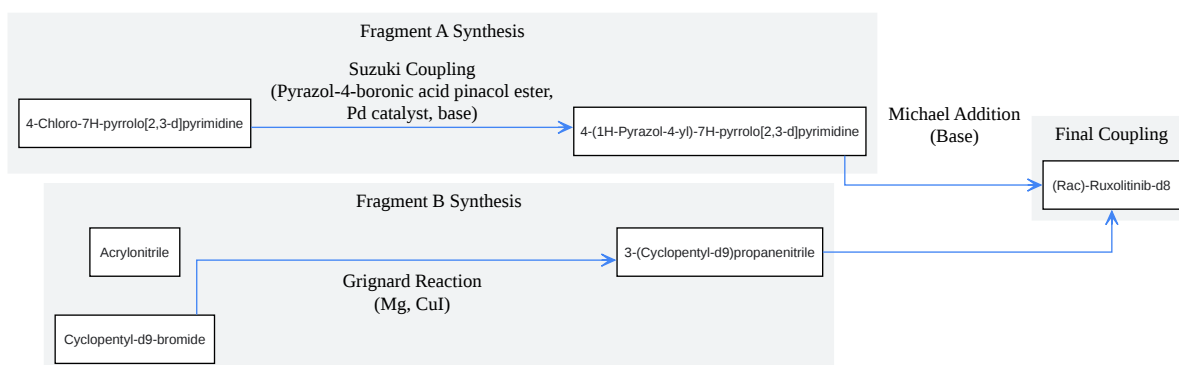 Fragment A Synthesis
Suzuki Coupling
(Pyrazol-4-boronic acid pinacol ester,
Pd catalyst, base)
4-Chloro-7H-pyrrolo[2,3-d]pyrimidine
4-(1H-Pyrazol-4-yl)-7H-pyrrolo[2,3-d]pyrimidine
Michael Addition
(Base)
Final Coupling
(Rac)-Ruxolitinib-d8
Fragment B Synthesis
Acrylonitrile
3-(Cyclopentyl-d9)propanenitrile
Grignard Reaction
(Mg, CuI)
Cyclopentyl-d9-bromide